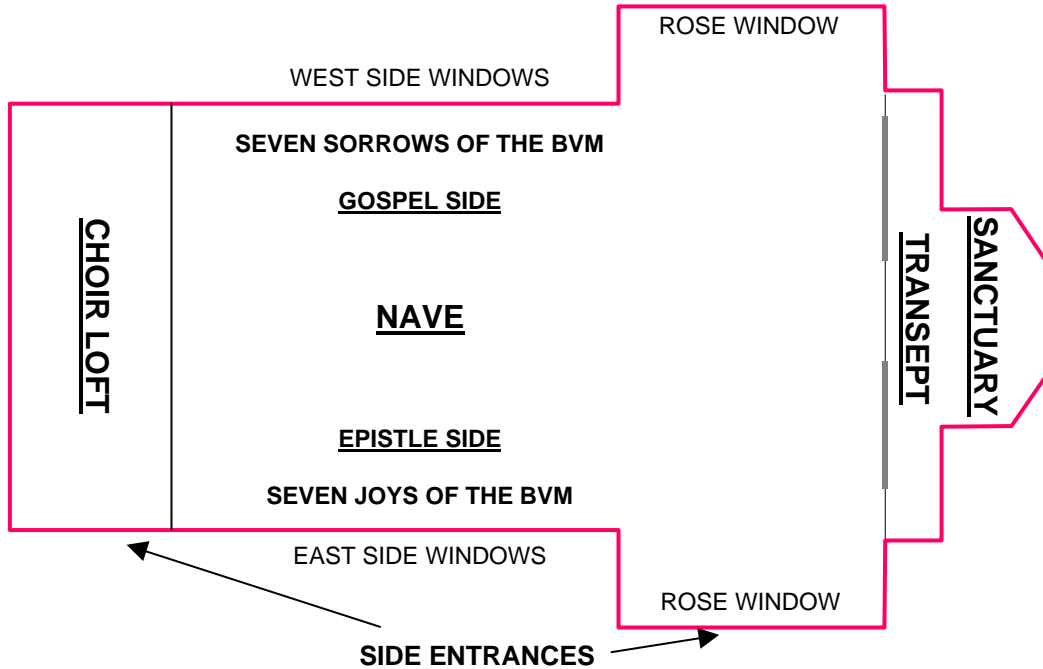 ROSE WINDOW
WEST SIDE WINDOWS
SEVEN SORROWS OF THE BVM
GOSPEL SIDE
CHOIR LOFT
NAVE
TRANSEPT
SANCTUARY
EPISTLE SIDE
SEVEN JOYS OF THE BVM
EAST SIDE WINDOWS
ROSE WINDOW
SIDE ENTRANCES